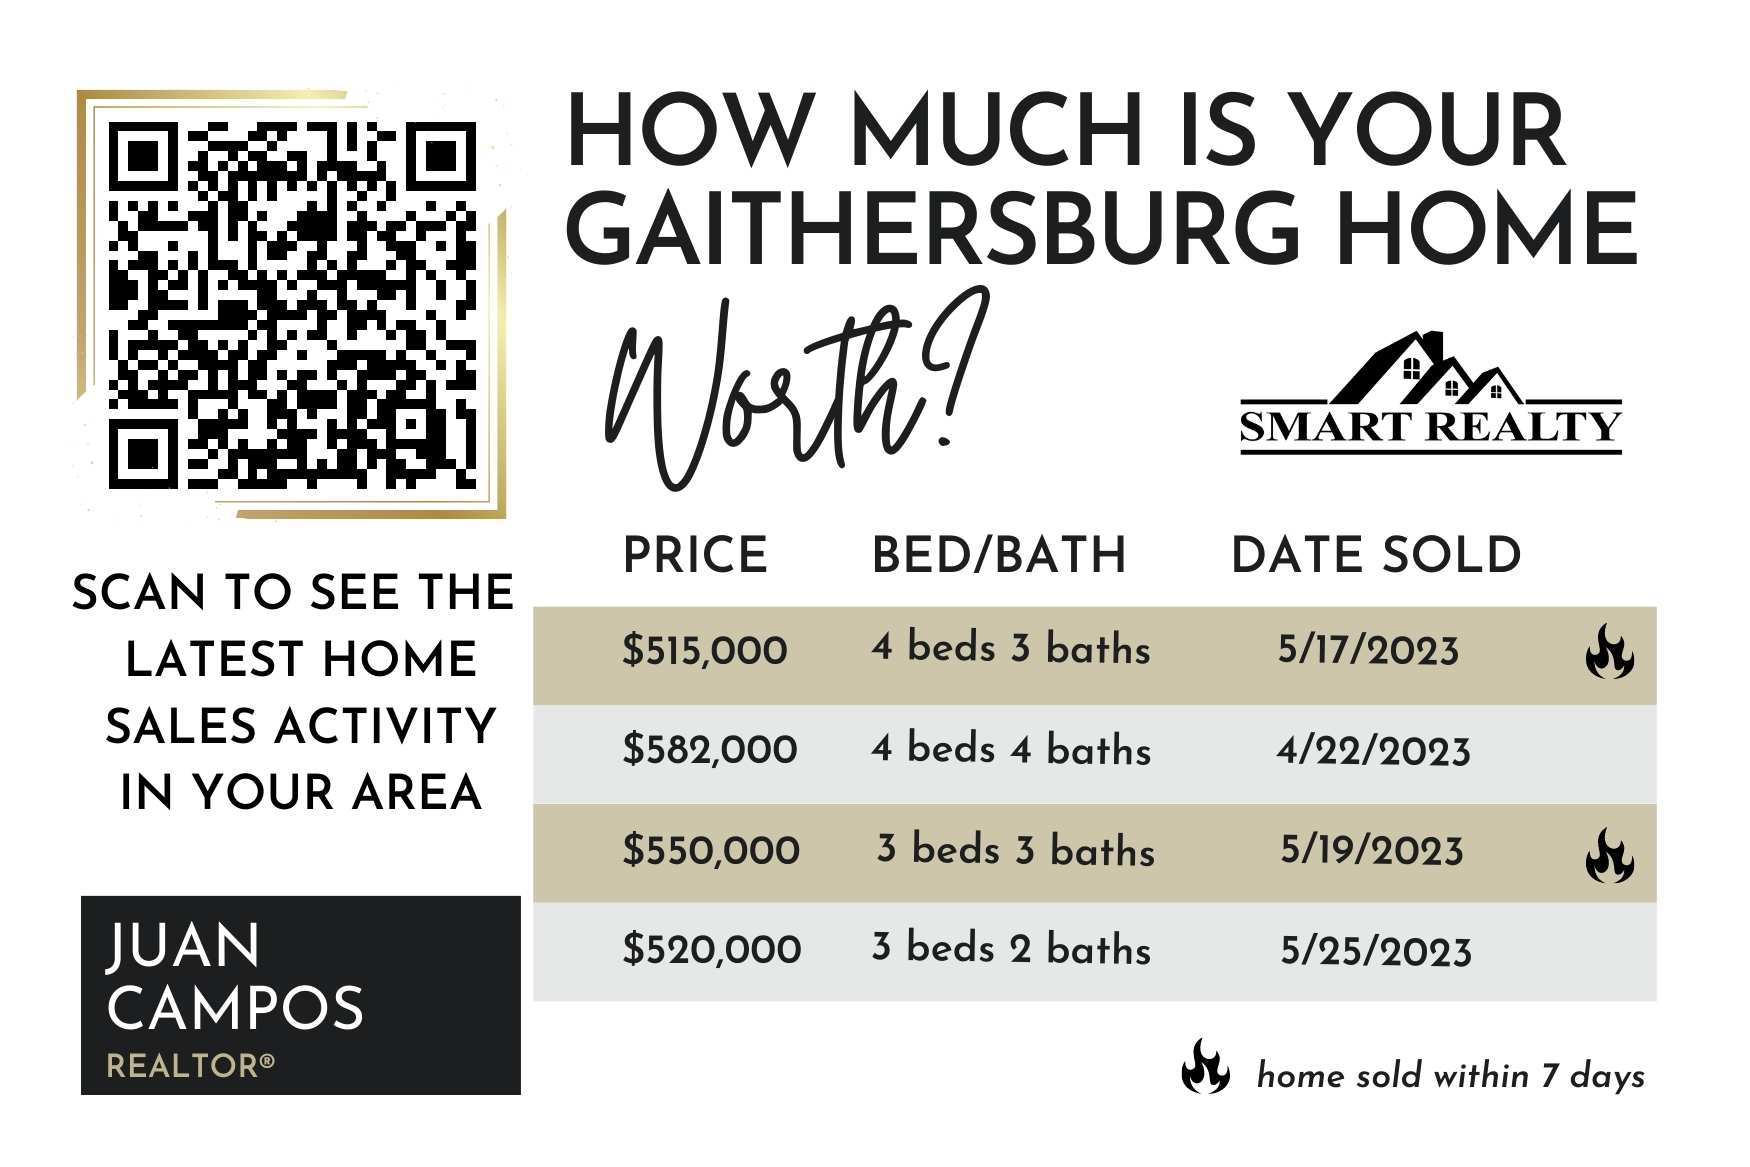 HOW MUCH IS YOUR
GAITHERSBURG HOME
Worth?
SMART REALTY
SCAN TO SEE THE
LATEST HOME
SALES ACTIVITY
IN YOUR AREA
JUAN
CAMPOS
REALTOR®
PRICE BED/BATH DATE SOLD
$515,000 4 beds 3 baths 5/17/2023
$582,000 4 beds 4 baths 4/22/2023
$550,000 3 beds 3 baths 5/19/2023
$520,000 3 beds 2 baths 5/25/2023
home sold within 7 days